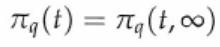 π_q(t) = π_q(t, ∞)